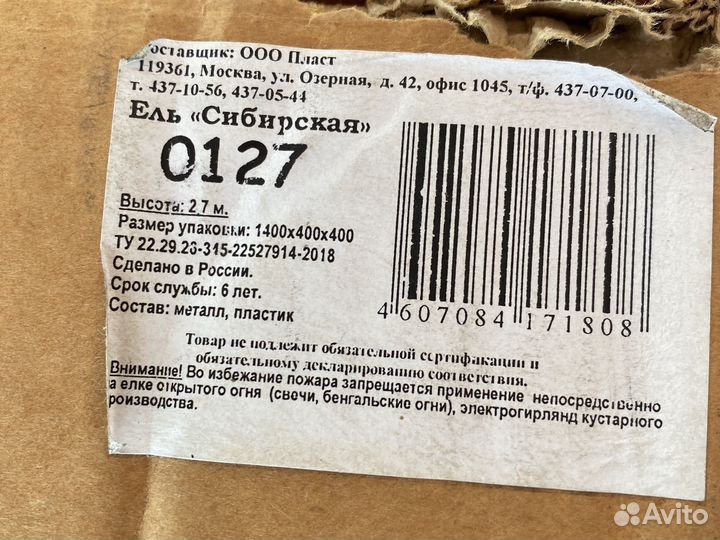 оставщик: ООО Пласт
119361, Москва, ул. Озерная, д. 42, офис 1045, т/ф. 437-07-00,
т. 437-10-56, 437-05-44
Ель «Сибирская»
0127
Высота: 2,7 м.
Размер упаковки: 1400х400х400
ТУ 22.29.26-345-22527914-2018
Сделано в России.
Срок службы: 6 лет.
Состав: металл, пластик
4 607084 171808
Товар не подлежит обязательной сертификации и
обязательному декларированию соответствия.
Внимание! Во избежание пожара запрещается применение непосредственно
а елке открытого огня (свечи, бенгальские огни), электрогирлянд кустарного
роизводства.
Avito